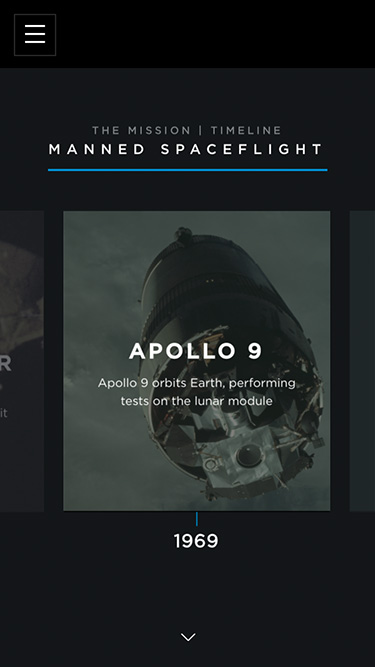 THE MISSION | TIMELINE
MANNED SPACEFLIGHT
APOLLO 9
Apollo 9 orbits Earth, performing
tests on the lunar module
R
it
1969